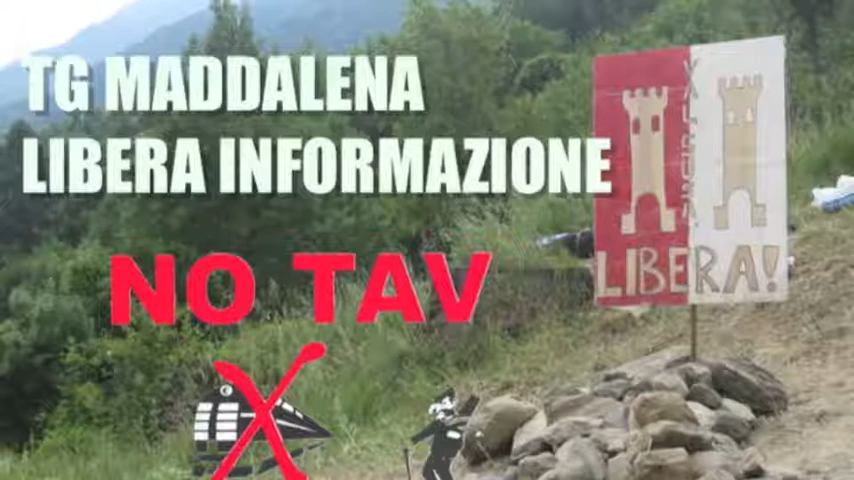 TG MADDALENA
LIBERA INFORMAZIONE
NO TAV
LIBERA!